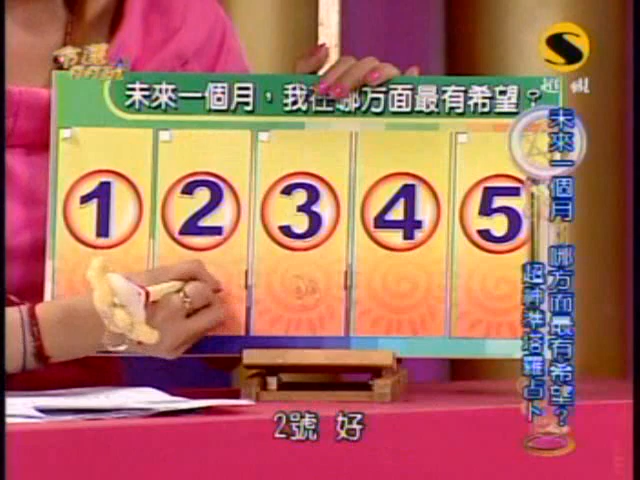 未來一個月，我在哪方面最有希望？
1 2 3 4 5
未來一個月 哪方面最有希望？
超神準塔羅占卜
2號 好